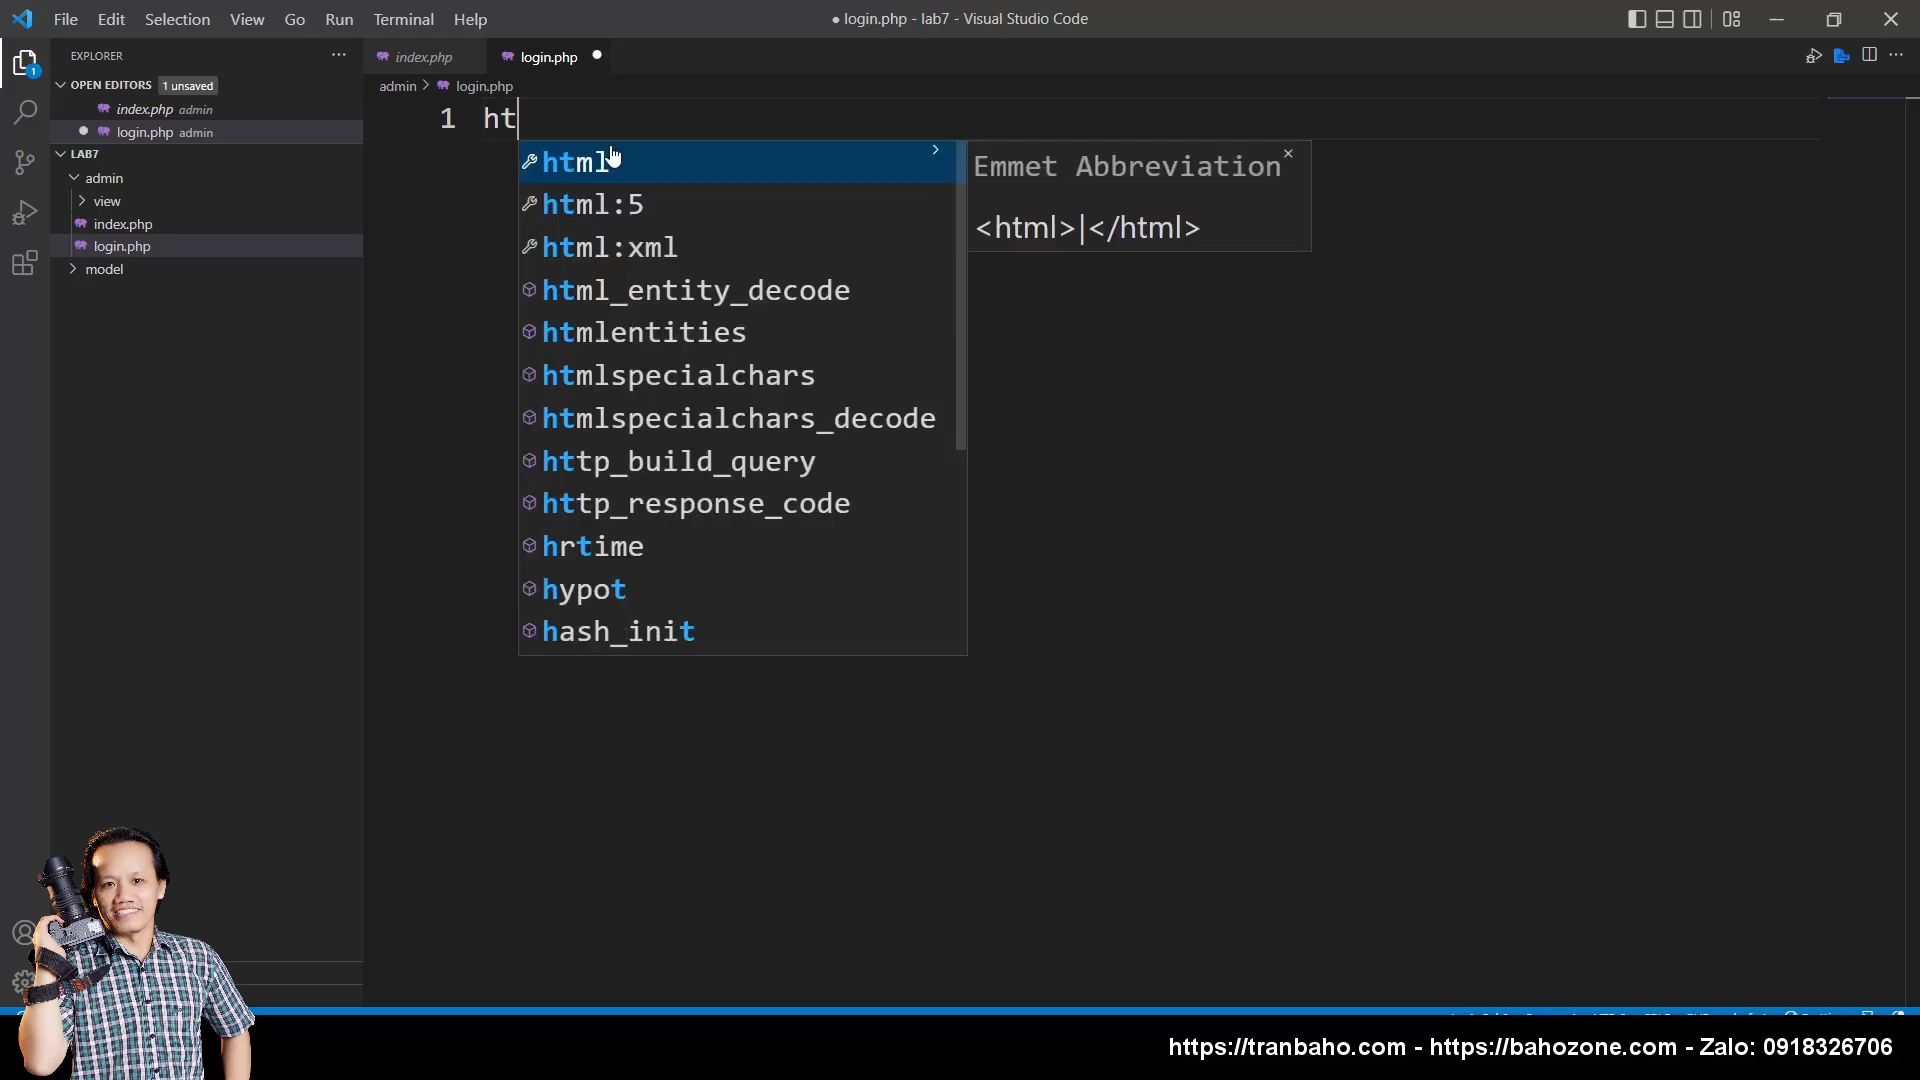 File Edit Selection View Go Run Terminal Help
● login.php - lab7 - Visual Studio Code
EXPLORER
index.php
login.php
OPEN EDITORS 1 unsaved
index.php admin
login.php admin
LAB7
admin
view
index.php
login.php
model
1
admin > login.php
1 ht
html
html:5
html:xml
html_entity_decode
htmlentities
htmlspecialchars
htmlspecialchars_decode
http_build_query
http_response_code
hrtime
hypot
hash_init
Emmet Abbreviation
<html>|</html>
https://tranbaho.com - https://bahozone.com - Zalo: 0918326706